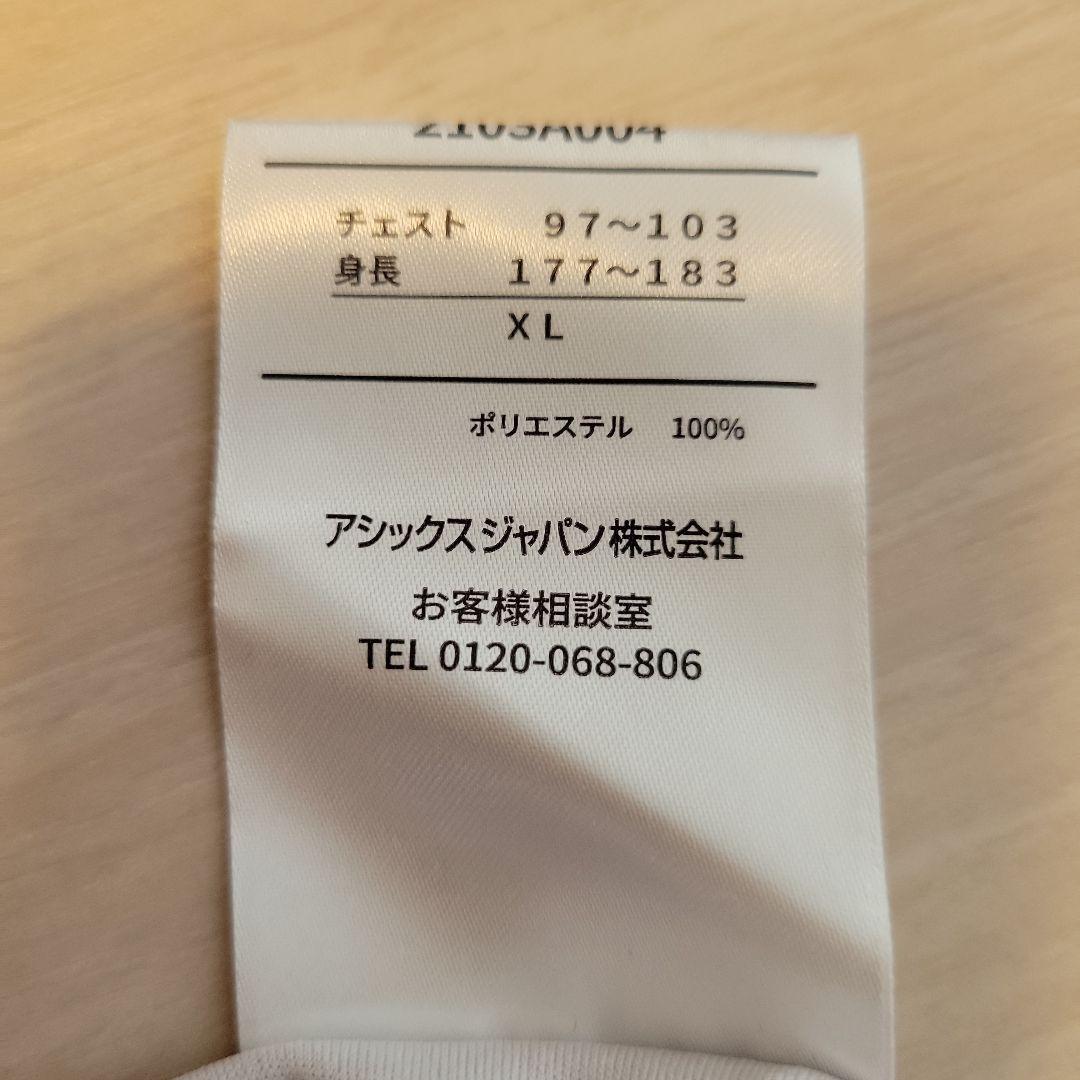 2103A004
チェスト 97～103
身長 177～183
XL
ポリエステル 100%
アシックスジャパン株式会社
お客様相談室
TEL 0120-068-806